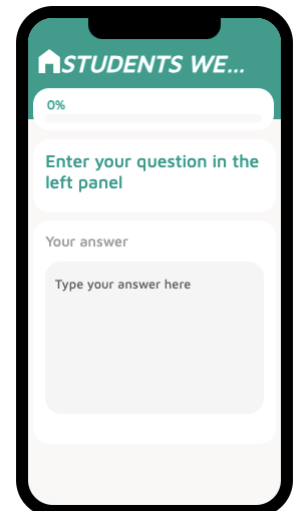 STUDENTS WE...
0%
Enter your question in the
left panel
Your answer
Type your answer here